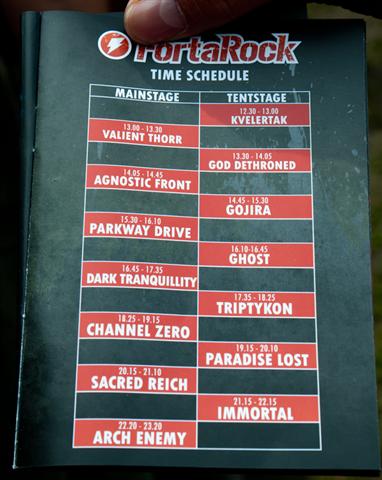 FortaRock
TIME SCHEDULE
MAINSTAGE
TENTSTAGE
12.30 - 13.00
KVELERTAK
13.00 - 13.30
VALIENT THORR
13.30 - 14.05
GOD DETHRONED
14.05 - 14.45
AGNOSTIC FRONT
14.45 - 15.30
GOJIRA
15.30 - 16.10
PARKWAY DRIVE
16.10-16.45
GHOST
16.45 - 17.35
DARK TRANQUILLITY
17.35 - 18.25
TRIPTYKON
18.25 - 19.15
CHANNEL ZERO
19.15 - 20.10
PARADISE LOST
20.15 - 21.10
SACRED REICH
21.15 - 22.15
IMMORTAL
22.20 - 23.20
ARCH ENEMY